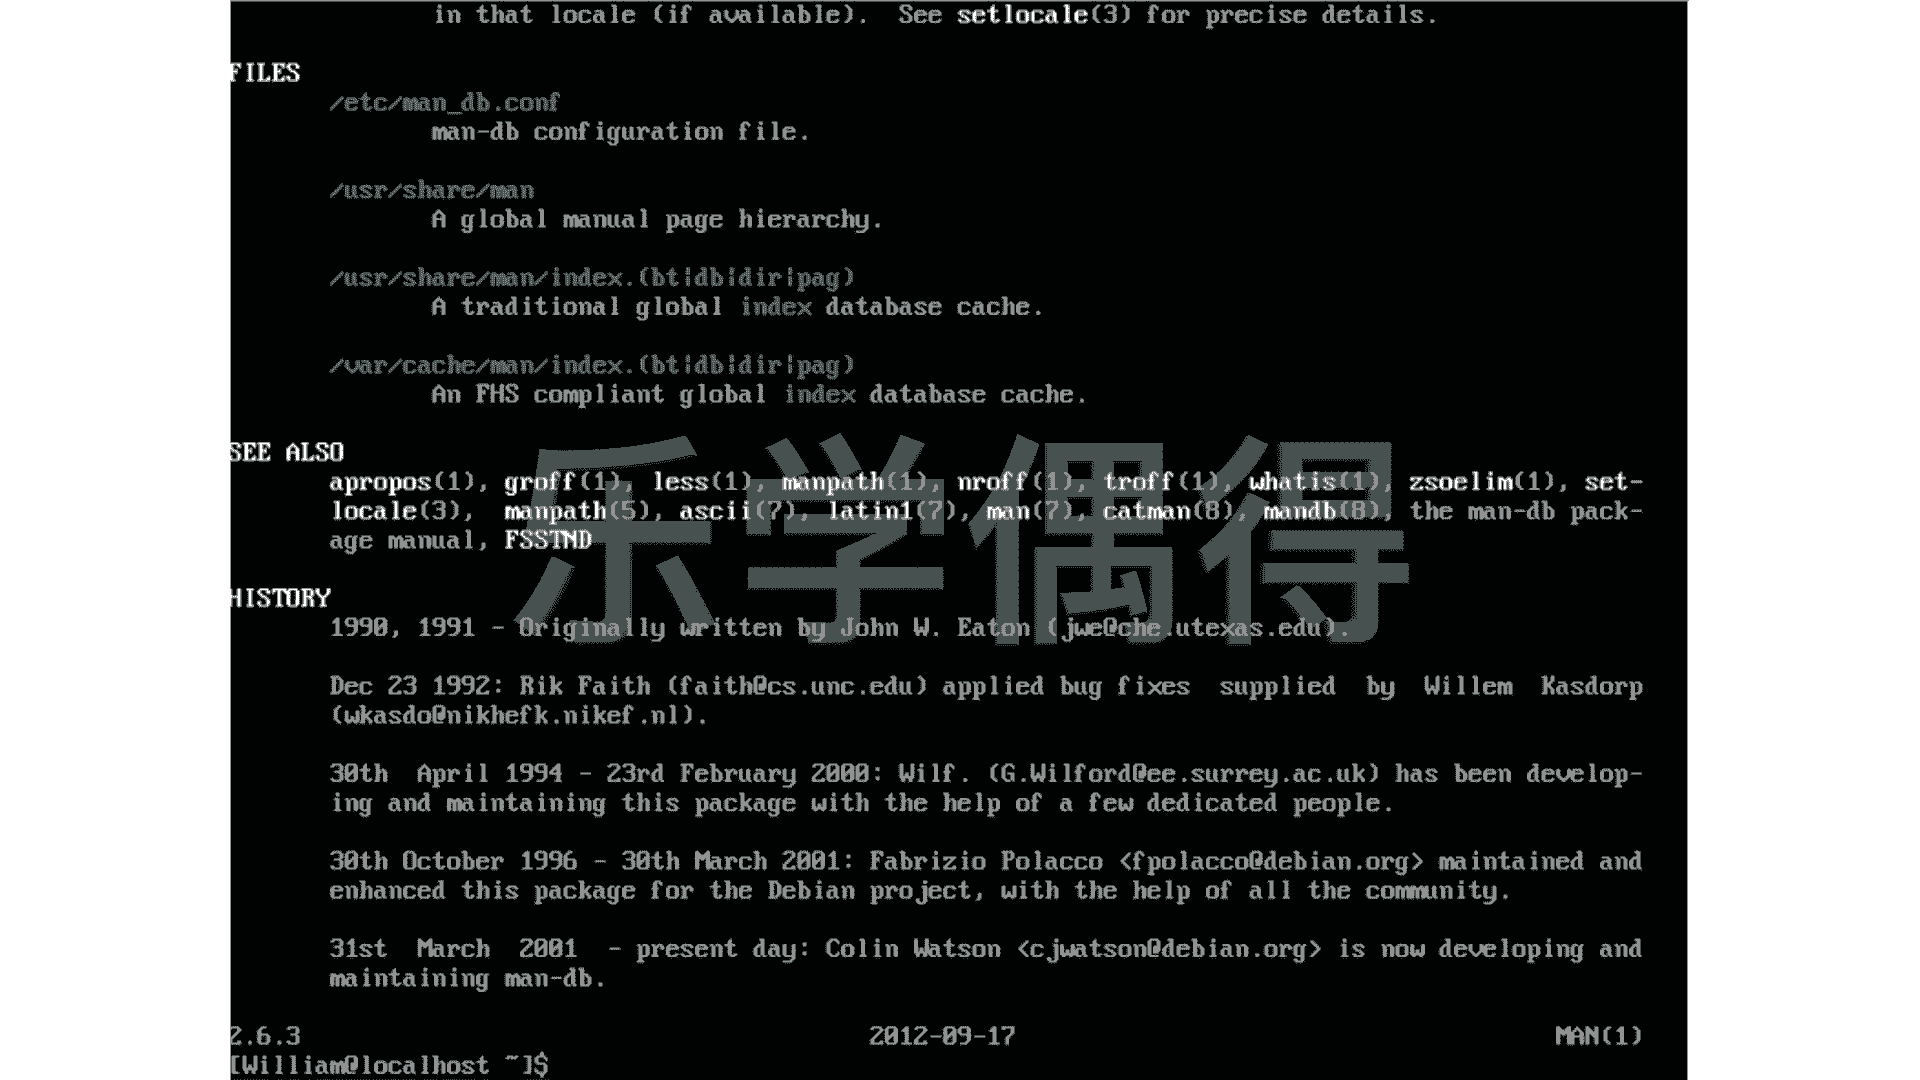 in that locale (if available).  See setlocale(3) for precise details.
FILES
/etc/man_db.conf
man-db configuration file.
/usr/share/man
A global manual page hierarchy.
/usr/share/man/index.(bt|db|dir|pag)
A traditional global index database cache.
/var/cache/man/index.(bt|db|dir|pag)
An FHS compliant global index database cache.
SEE ALSO
apropos(1), groff(1), less(1), manpath(1), nroff(1), troff(1), whatis(1), zsoelim(1), set-
locale(3),  manpath(5), ascii(7), latin1(7), man(7), catman(8), mandb(8), the man-db pack-
age manual, FSSTND
乐学偶得
HISTORY
1990, 1991 - Originally written by John W. Eaton (jwe@che.utexas.edu).
Dec 23 1992: Rik Faith (faith@cs.unc.edu) applied bug fixes  supplied  by  Willem  Kasdorp
(wkasdo@nikhefk.nikef.nl).
30th  April 1994 - 23rd February 2000: Wilf. (G.Wilford@ee.surrey.ac.uk) has been develop-
ing and maintaining this package with the help of a few dedicated people.
30th October 1996 - 30th March 2001: Fabrizio Polacco <fpolacco@debian.org> maintained and
enhanced this package for the Debian project, with the help of all the community.
31st  March  2001  - present day: Colin Watson <cjwatson@debian.org> is now developing and
maintaining man-db.
2.6.3 2012-09-17 MAN(1)
[William@localhost ~]$